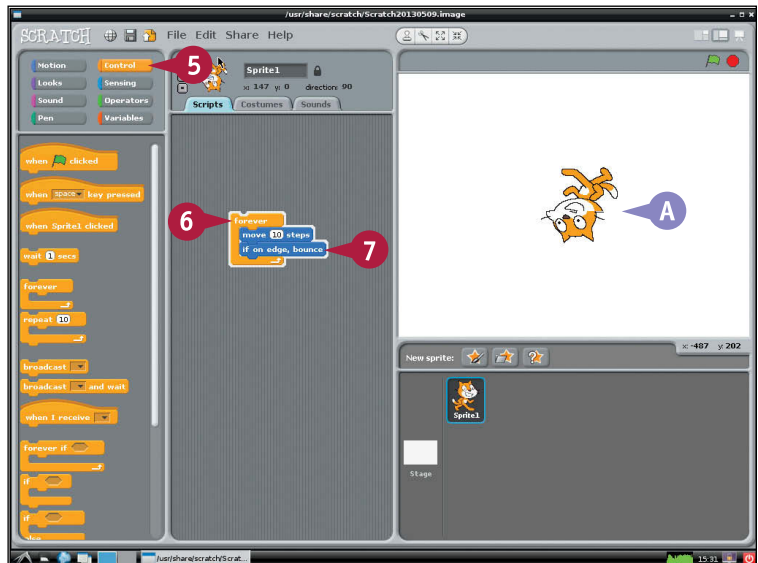 /usr/share/scratch/Scratch20130509.image
SCRATCH File Edit Share Help
Motion Control
Looks Sensing
Sound Operators
Pen Variables
5
Sprite1
x: 147 y: 0 direction: 90
Scripts Costumes Sounds
when clicked
when space key pressed
when Sprite1 clicked
wait 1 secs
forever
repeat 10
broadcast
broadcast and wait
when I receive
forever if
if
if
else
6
forever
move 10 steps
if on edge, bounce
7
A
x: -487 y: 202
New sprite:
Sprite1
Stage
/usr/share/scratch/Scrat...
15:31